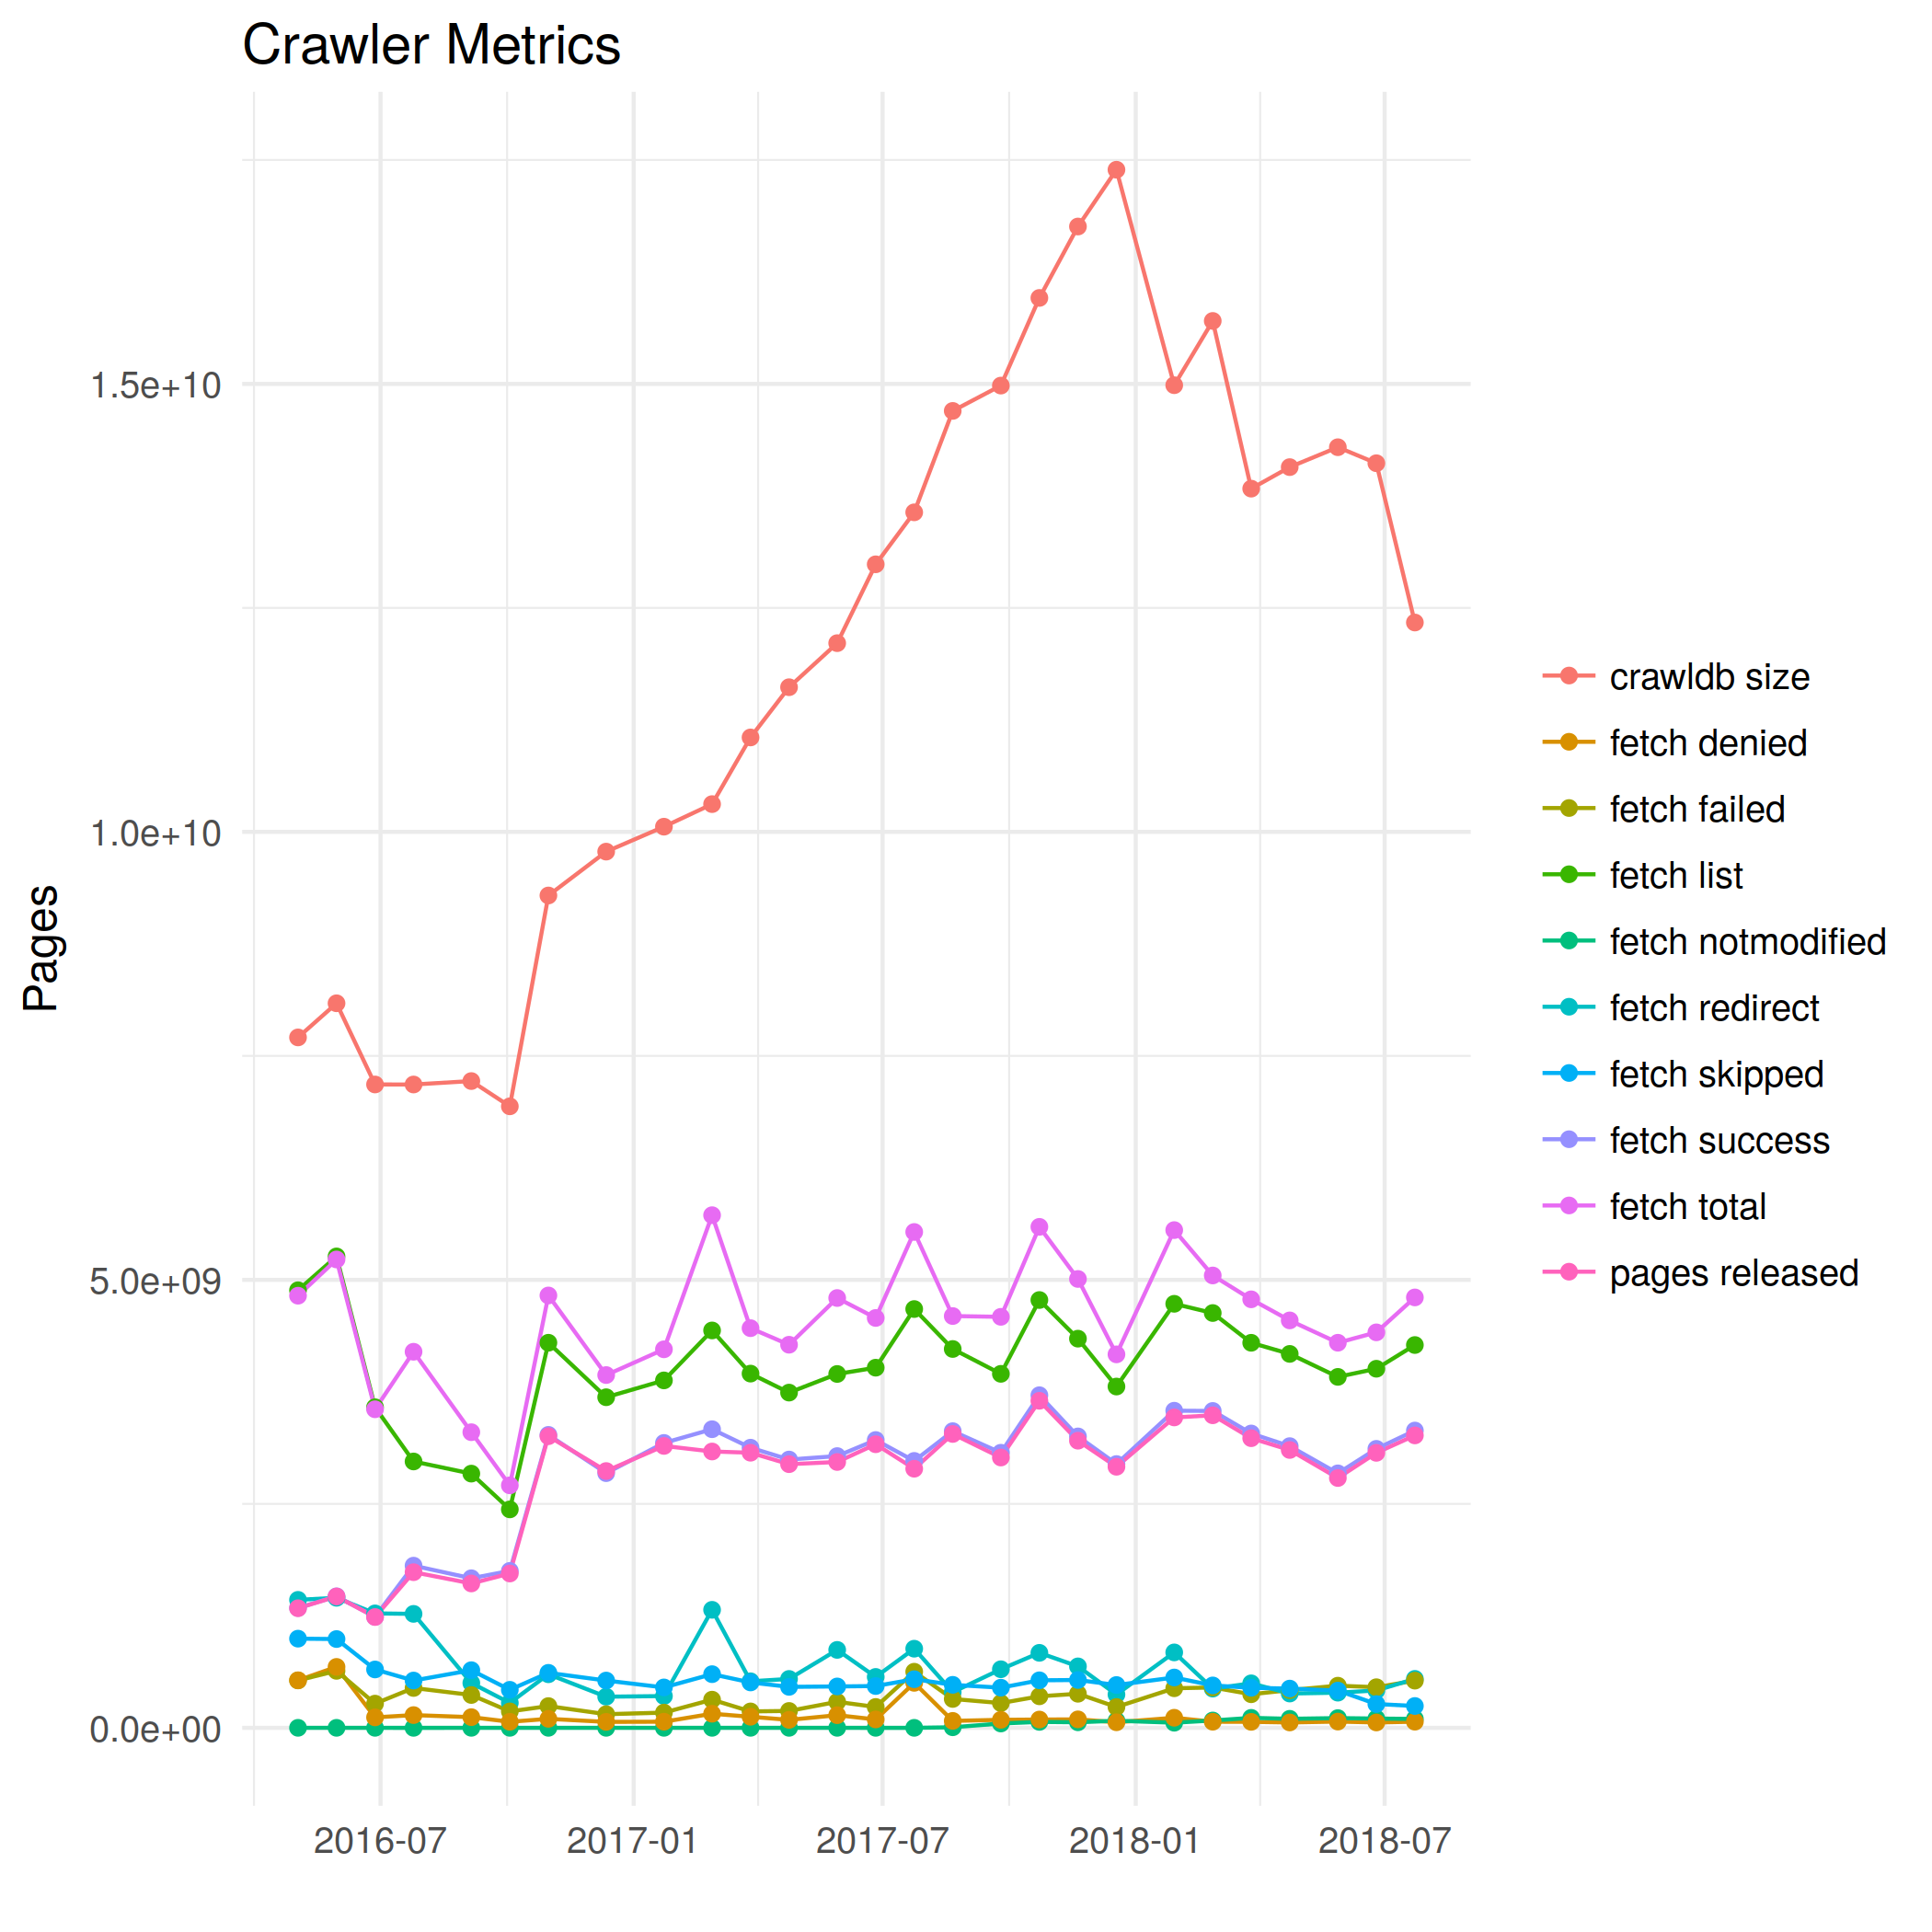 Crawler Metrics
Pages
1.5e+10
1.0e+10
5.0e+09
0.0e+00
2016-07
2017-01
2017-07
2018-01
2018-07
crawldb size
fetch denied
fetch failed
fetch list
fetch notmodified
fetch redirect
fetch skipped
fetch success
fetch total
pages released